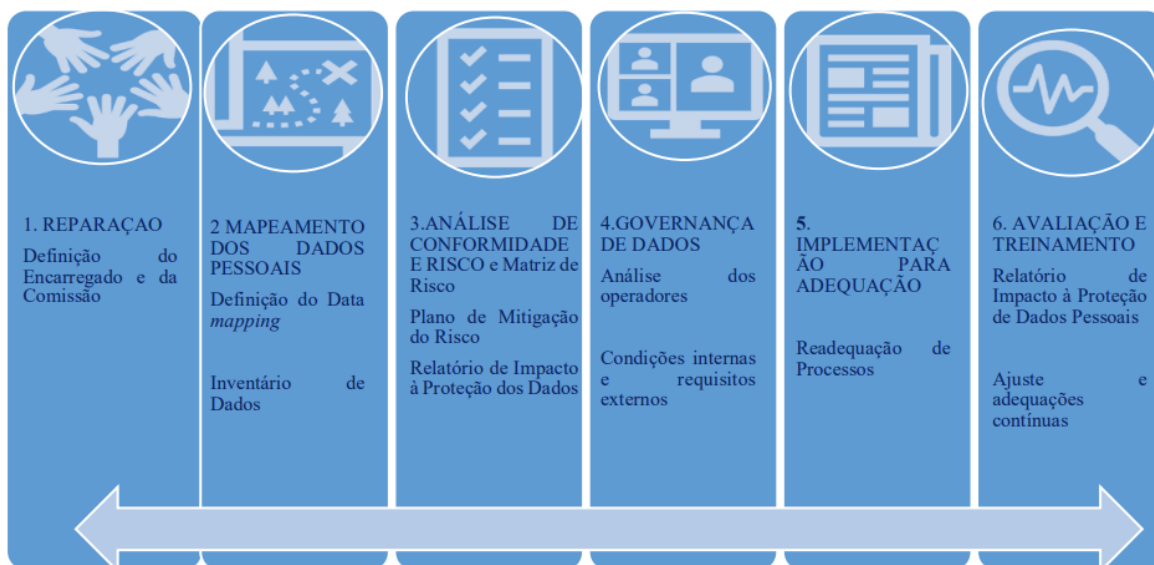 1. REPARAÇAO
Definição do
Encarregado e da
Comissão
2 MAPEAMENTO
DOS DADOS
PESSOAIS
Definição do Data
mapping
Inventário de
Dados
3.ANÁLISE DE
CONFORMIDADE
E RISCO e Matriz de
Risco
Plano de Mitigação
do Risco
Relatório de Impacto
à Proteção dos Dados
4.GOVERNANÇA
DE DADOS
Análise dos
operadores
Condições internas
e requisitos
externos
5.
IMPLEMENTAÇ
ÃO PARA
ADEQUAÇÃO
Readequação de
Processos
6. AVALIAÇÃO E
TREINAMENTO
Relatório de
Impacto à Proteção
de Dados Pessoais
Ajuste e
adequações
contínuas